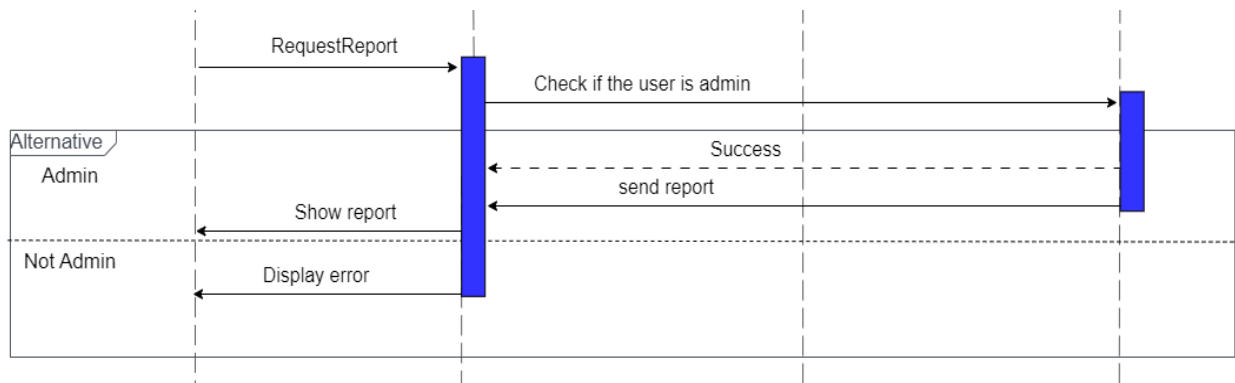 RequestReport
Check if the user is admin
Alternative
Success
Admin
send report
Show report
Not Admin
Display error